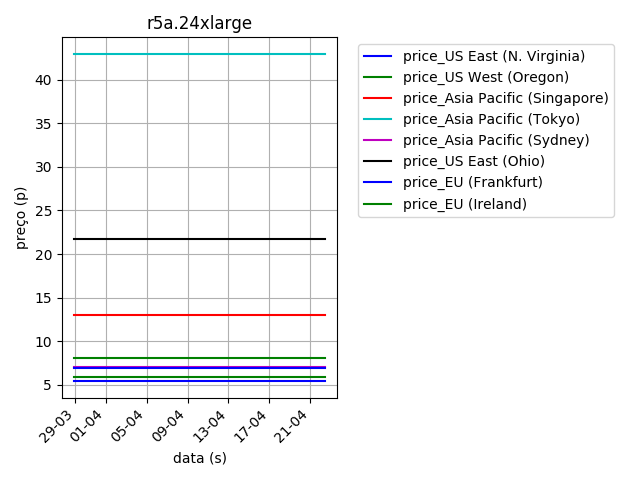 r5a.24xlarge
price_US East (N. Virginia)
price_US West (Oregon)
price_Asia Pacific (Singapore)
price_Asia Pacific (Tokyo)
price_Asia Pacific (Sydney)
price_US East (Ohio)
price_EU (Frankfurt)
price_EU (Ireland)
preço (p)
40
35
30
25
20
15
10
5
29-03
01-04
05-04
09-04
13-04
17-04
21-04
data (s)